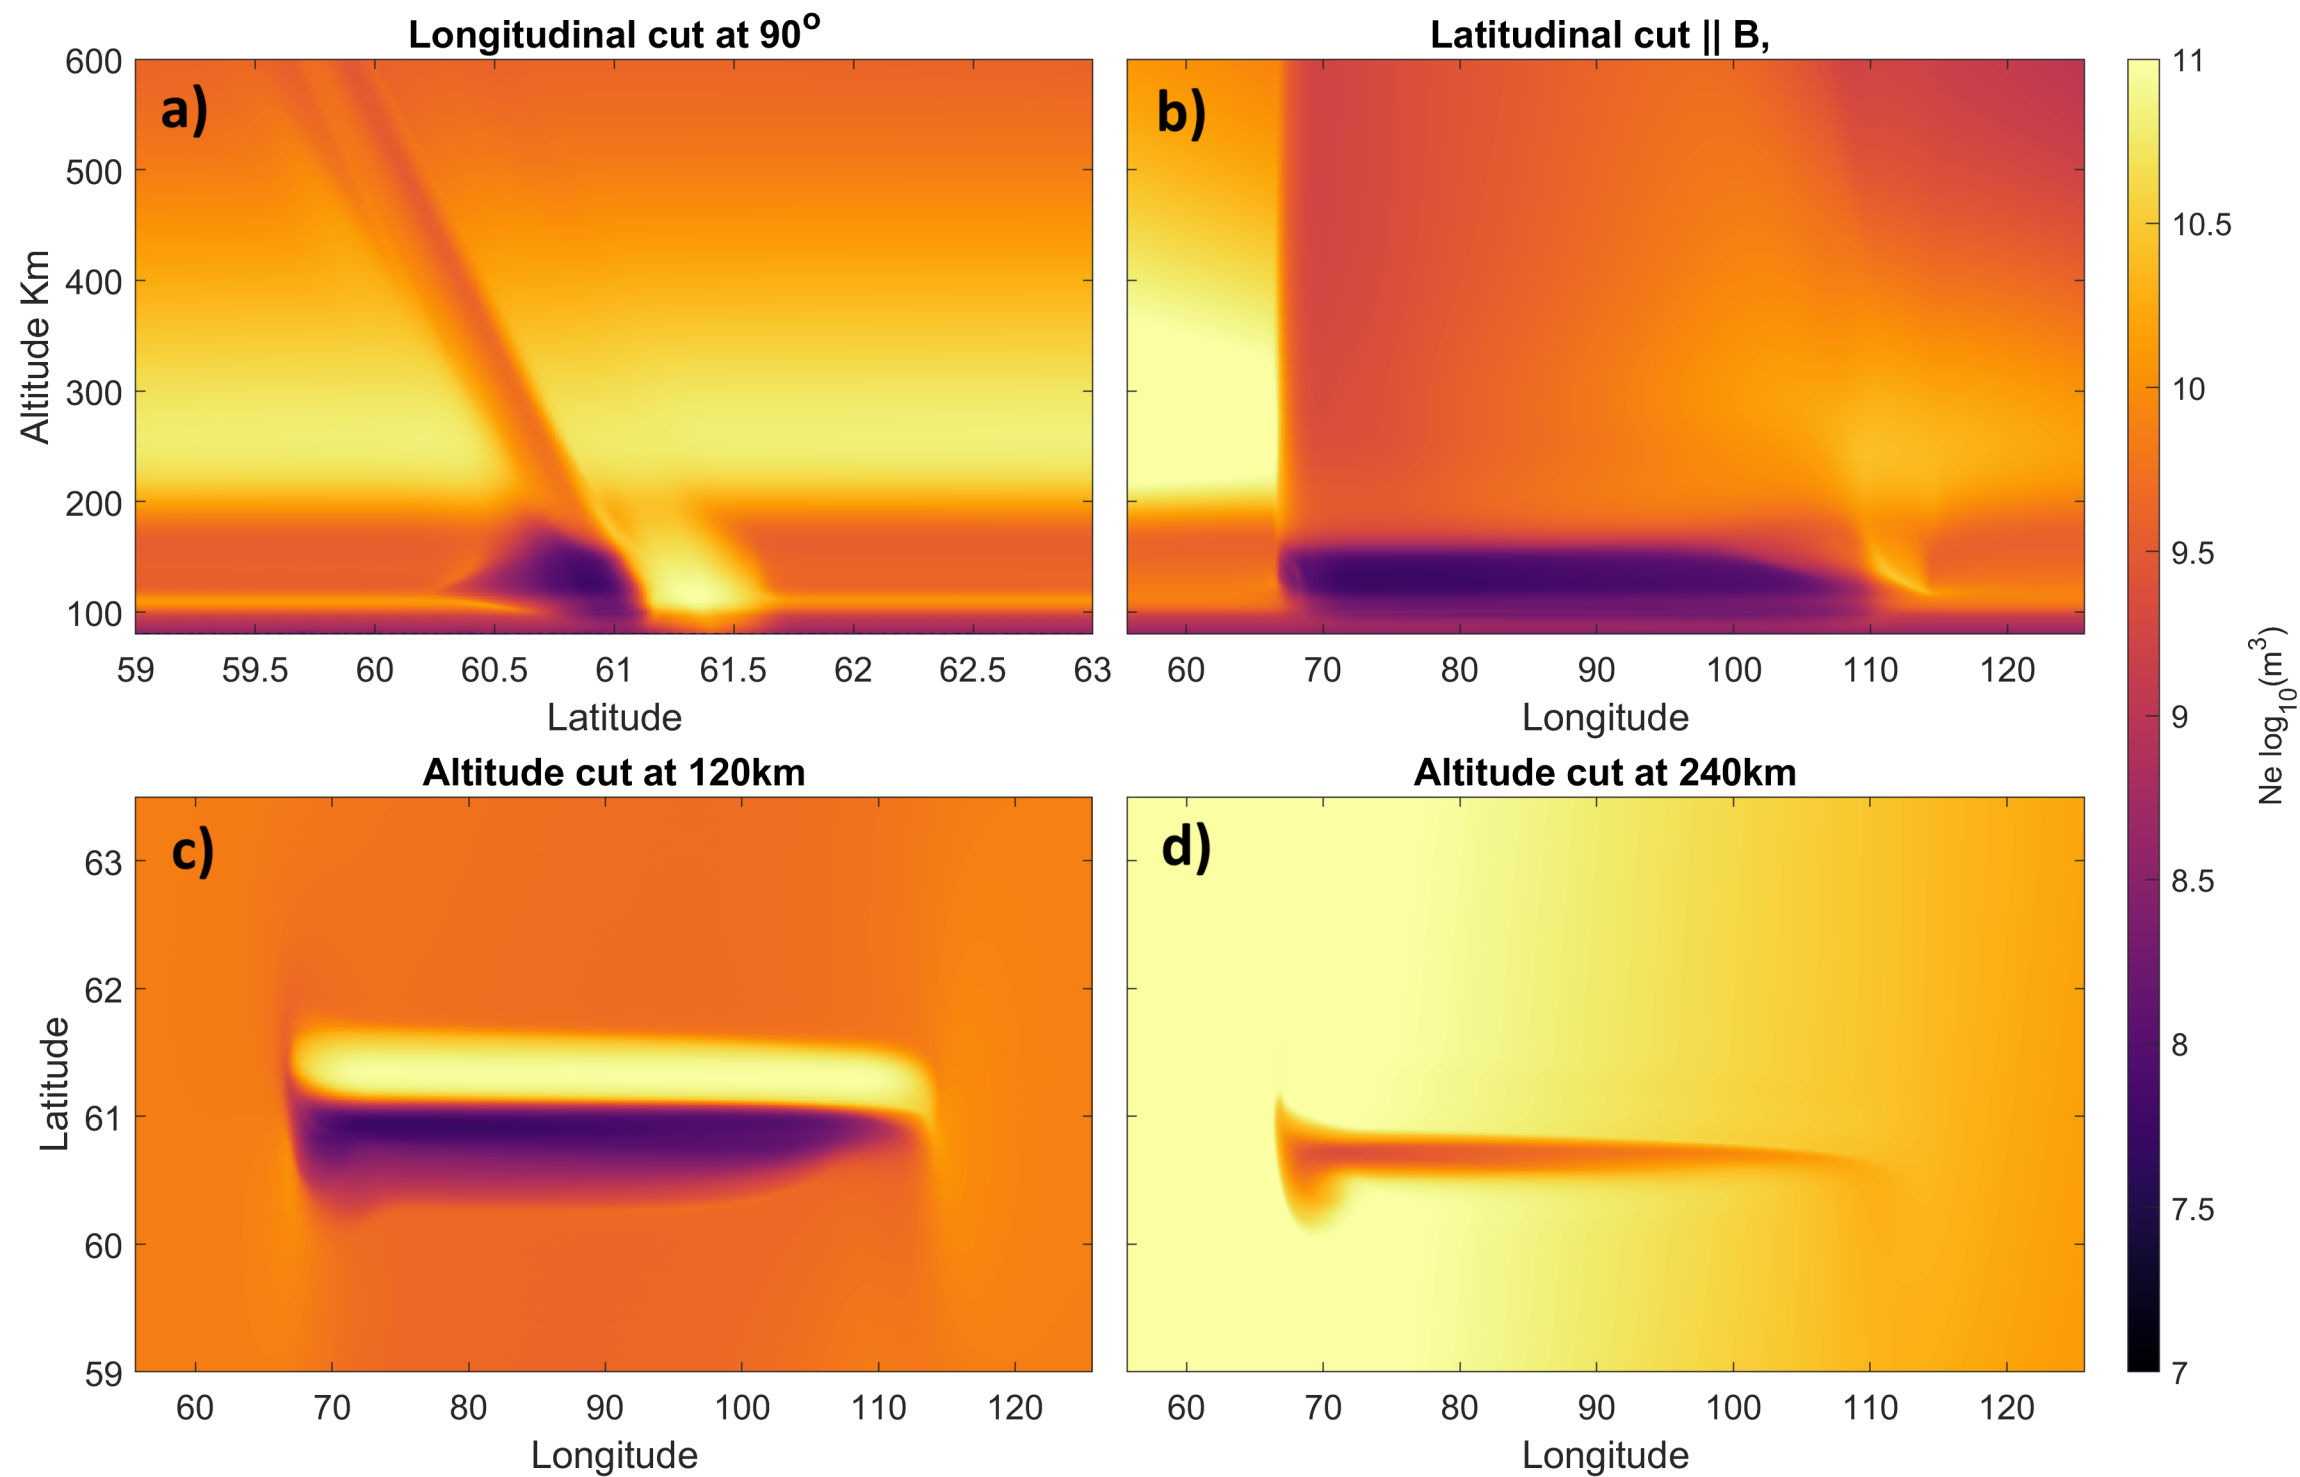 Longitudinal cut at 90°
a)
600
500
400
300
200
100
Altitude Km
59 59.5 60 60.5 61 61.5 62 62.5 63
Latitude
Latitudinal cut || B,
b)
60 70 80 90 100 110 120
Longitude
Altitude cut at 120km
c)
63
62
61
60
59
Latitude
60 70 80 90 100 110 120
Longitude
Altitude cut at 240km
d)
60 70 80 90 100 110 120
Longitude
11
10.5
10
9.5
9
8.5
8
7.5
7
Ne log₁₀(m³)